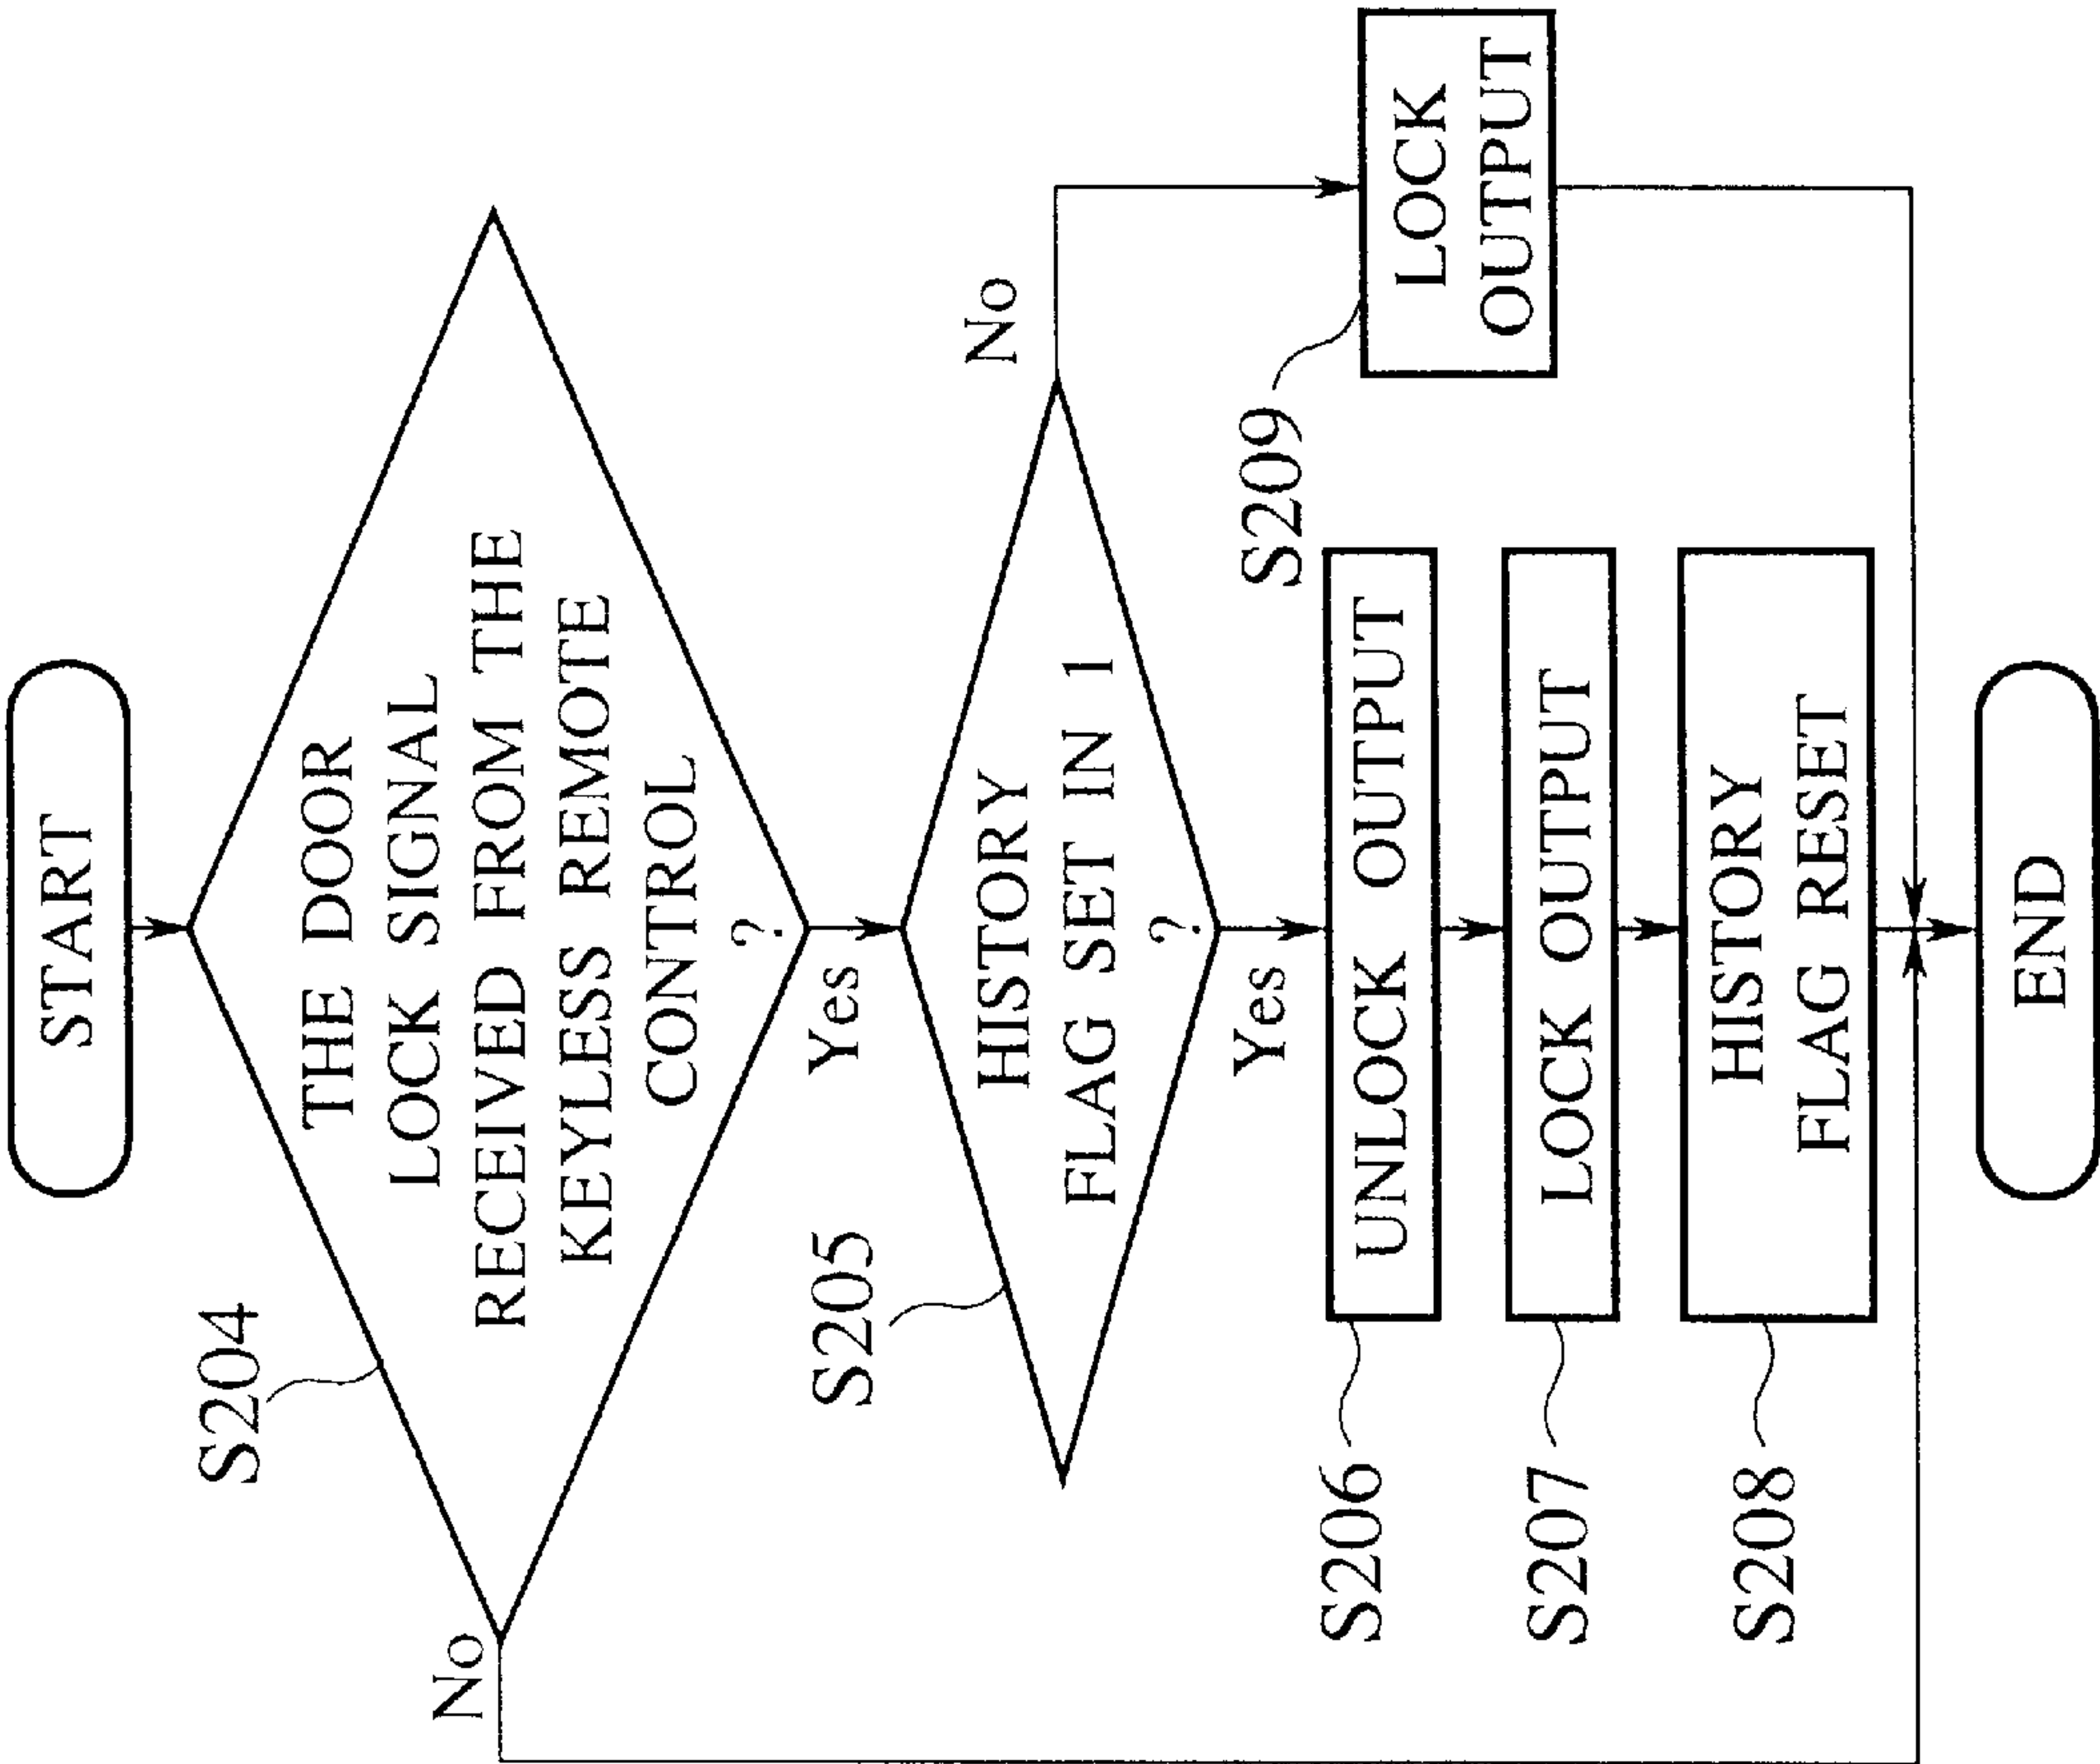 START
S204
THE DOOR
LOCK SIGNAL
RECEIVED FROM THE
KEYLESS REMOTE
CONTROL
?
No
Yes
S205
HISTORY
FLAG SET IN 1
?
No
Yes
S206
UNLOCK OUTPUT
S209
LOCK
OUTPUT
S207
LOCK OUTPUT
S208
HISTORY
FLAG RESET
END